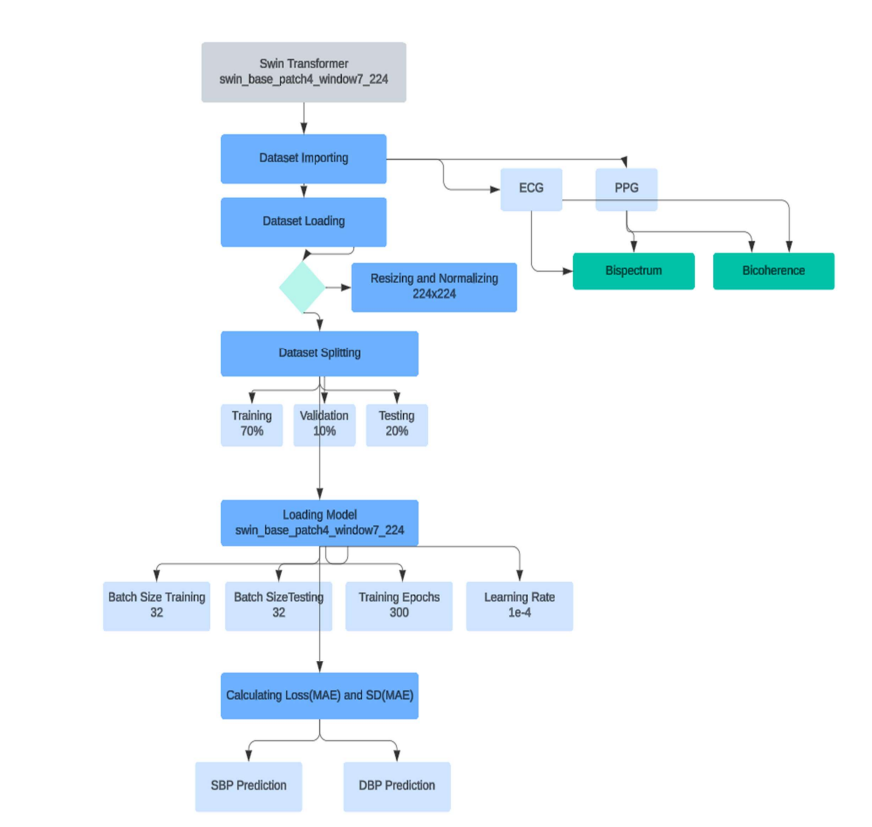 Swin Transformer
swin_base_patch4_window7_224
Dataset Importing
ECG
PPG
Dataset Loading
Bispectrum
Bicoherence
Resizing and Normalizing
224x224
Dataset Splitting
Training
70%
Validation
10%
Testing
20%
Loading Model
swin_base_patch4_window7_224
Batch Size Training
32
Batch SizeTesting
32
Training Epochs
300
Learning Rate
1e-4
Calculating Loss(MAE) and SD(MAE)
SBP Prediction
DBP Prediction